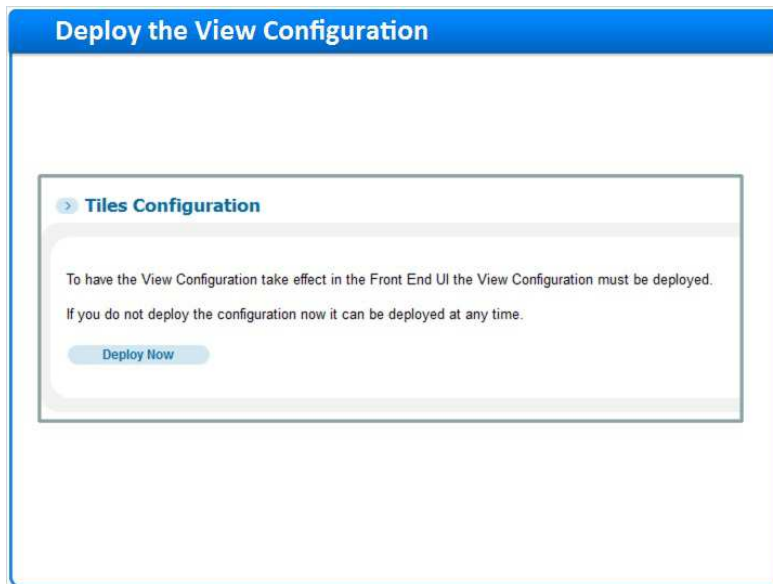 Deploy the View Configuration
Tiles Configuration
To have the View Configuration take effect in the Front End UI the View Configuration must be deployed.
If you do not deploy the configuration now it can be deployed at any time.
Deploy Now